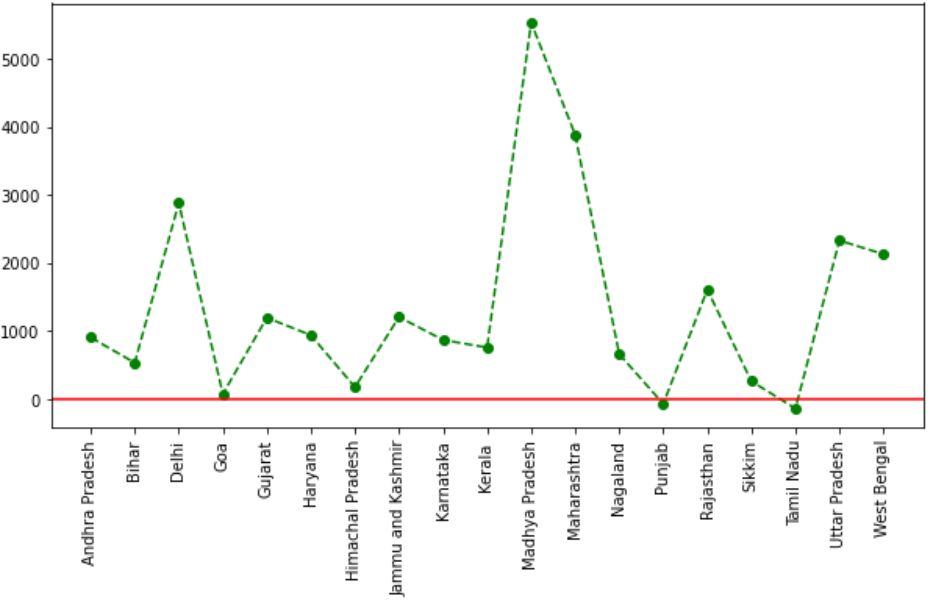 5000
4000
3000
2000
1000
0
Andhra Pradesh
Bihar
Delhi
Goa
Gujarat
Haryana
Himachal Pradesh
Jammu and Kashmir
Karnataka
Kerala
Madhya Pradesh
Maharashtra
Nagaland
Punjab
Rajasthan
Sikkim
Tamil Nadu
Uttar Pradesh
West Bengal